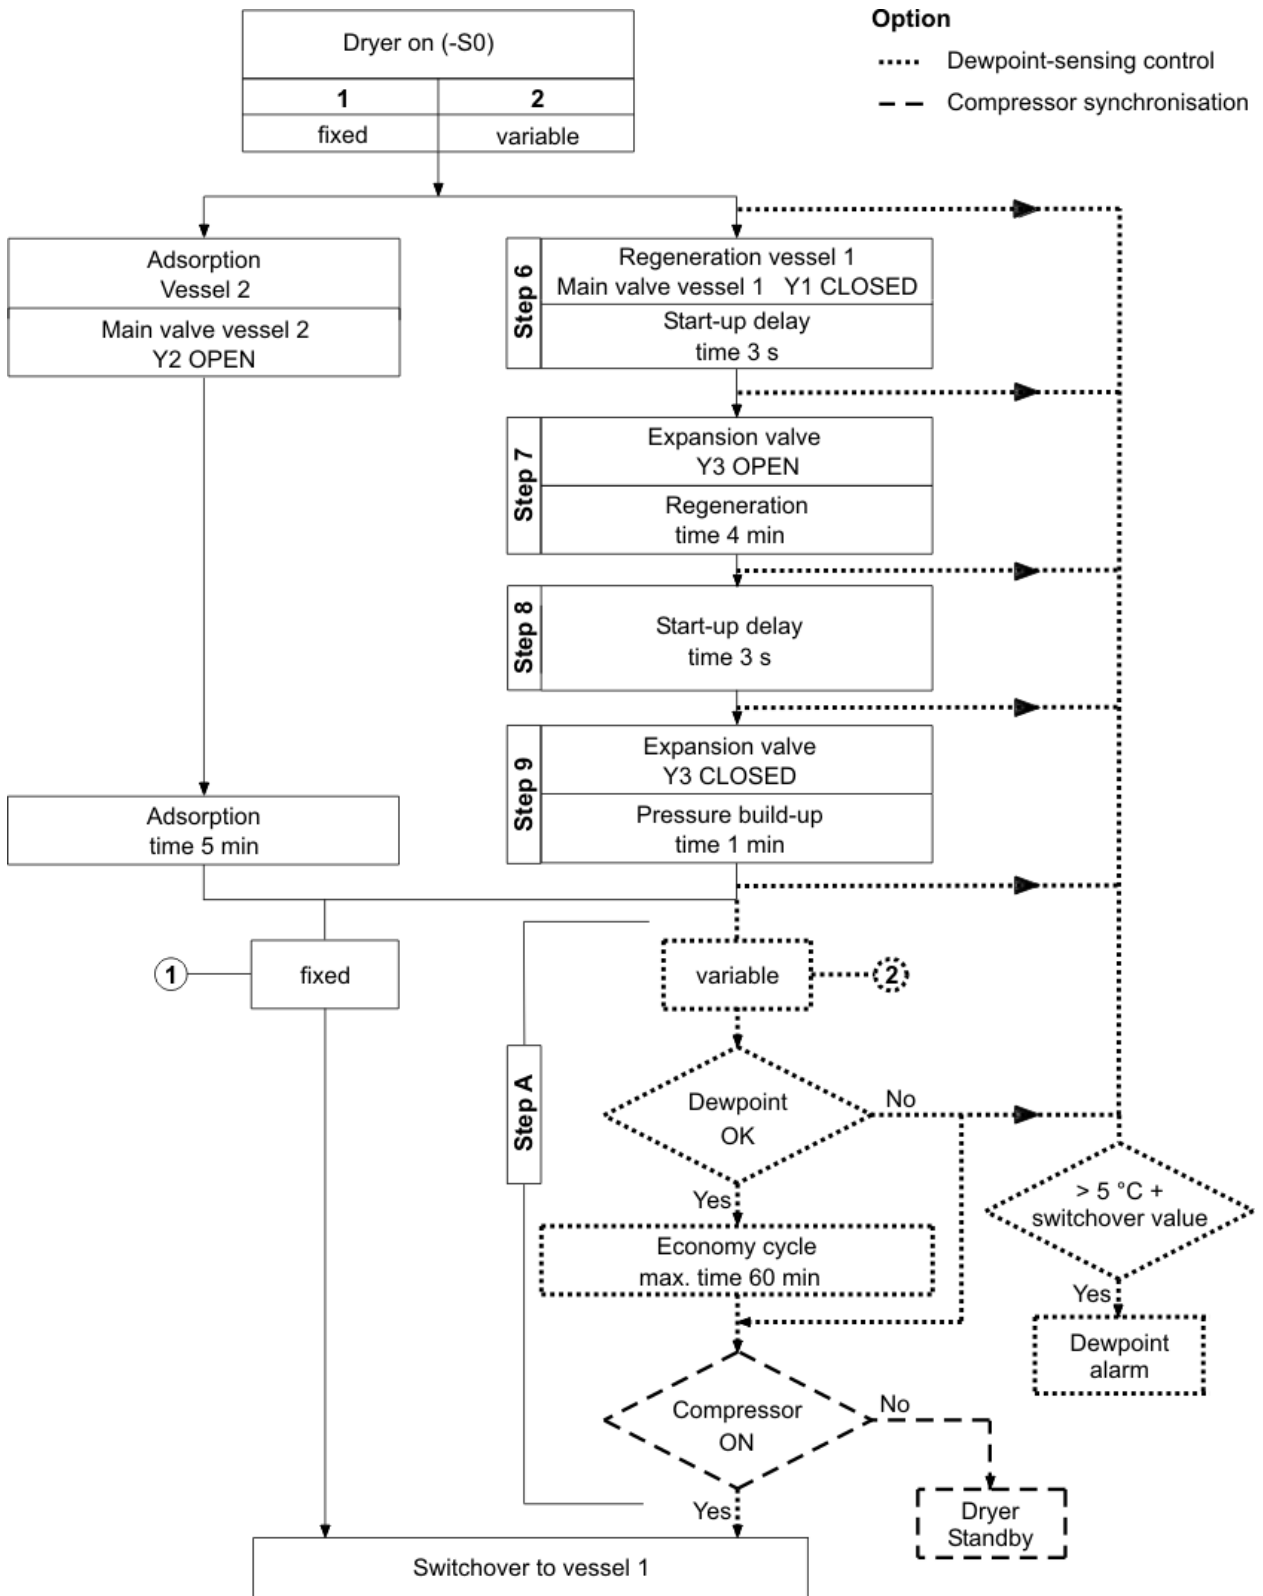 Option
Dewpoint-sensing control
Compressor synchronisation
Dryer on (-S0)
1
2
fixed
variable
Adsorption
Vessel 2
Main valve vessel 2
Y2 OPEN
Step 6
Regeneration vessel 1
Main valve vessel 1 Y1 CLOSED
Start-up delay
time 3 s
Step 7
Expansion valve
Y3 OPEN
Regeneration
time 4 min
Step 8
Start-up delay
time 3 s
Step 9
Expansion valve
Y3 CLOSED
Pressure build-up
time 1 min
Adsorption
time 5 min
1
fixed
variable
2
Step A
Dewpoint
OK
No
Yes
> 5 °C +
switchover value
Yes
Dewpoint
alarm
Economy cycle
max. time 60 min
Compressor
ON
No
Yes
Dryer
Standby
Switchover to vessel 1